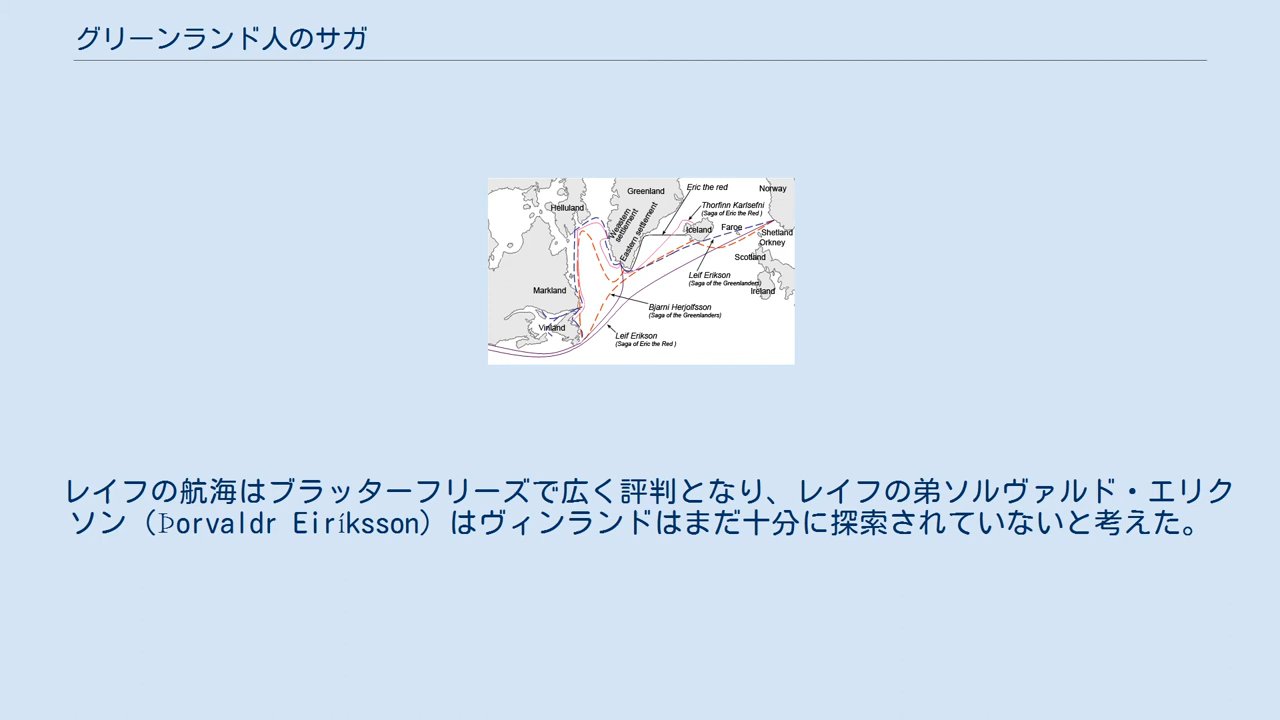 グリーンランド人のサガ
Greenland
Eric the red
Norway
Helluland
Thorfinn Karlsefni
(Saga of Eric the Red )
Western
settlement
Eastern settlement
Iceland
Faroe
Shetland
Orkney
Scotland
Leif Erikson
(Saga of the Greenlanders)
Ireland
Markland
Bjarni Herjolfsson
(Saga of the Greenlanders)
Vinland
Leif Erikson
(Saga of Eric the Red )
レイフの航海はブラッターフリーズで広く評判となり、レイフの弟ソルヴァルド・エリク
ソン（Þorvaldr Eiríksson）はヴィンランドはまだ十分に探索されていないと考えた。